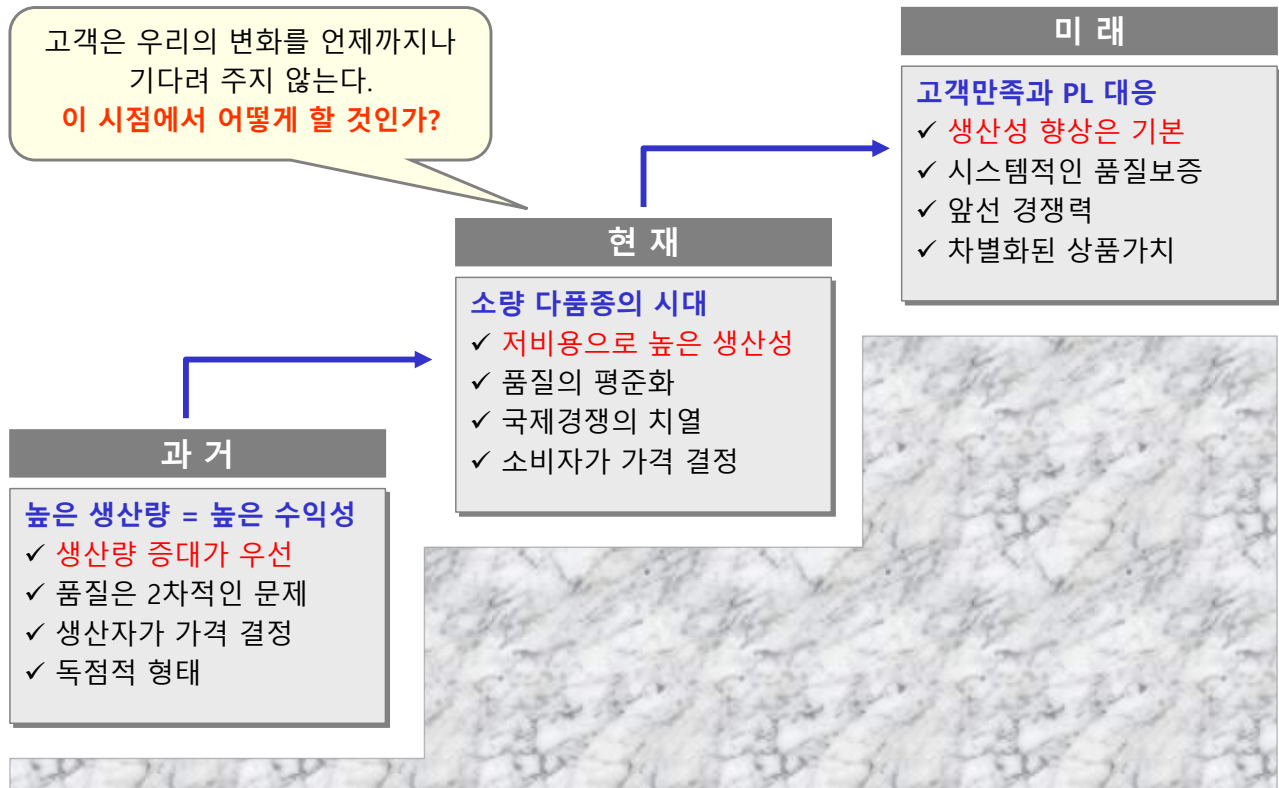 고객은 우리의 변화를 언제까지나
기다려 주지 않는다.
이 시점에서 어떻게 할 것인가?
과 거
높은 생산량 = 높은 수익성
✓ 생산량 증대가 우선
✓ 품질은 2차적인 문제
✓ 생산자가 가격 결정
✓ 독점적 형태
현 재
소량 다품종의 시대
✓ 저비용으로 높은 생산성
✓ 품질의 평준화
✓ 국제경쟁의 치열
✓ 소비자가 가격 결정
미 래
고객만족과 PL 대응
✓ 생산성 향상은 기본
✓ 시스템적인 품질보증
✓ 앞선 경쟁력
✓ 차별화된 상품가치